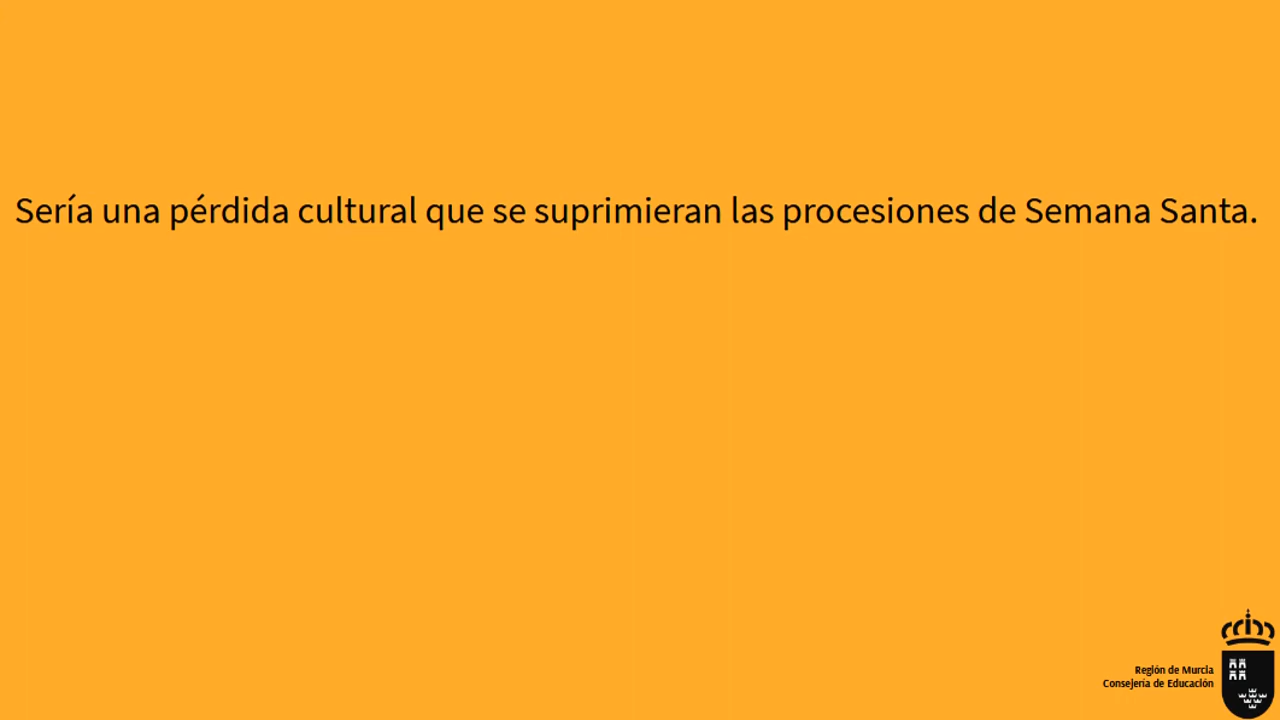 Sería una pérdida cultural que se suprimieran las procesiones de Semana Santa.
Región de Murcia
Consejería de Educación